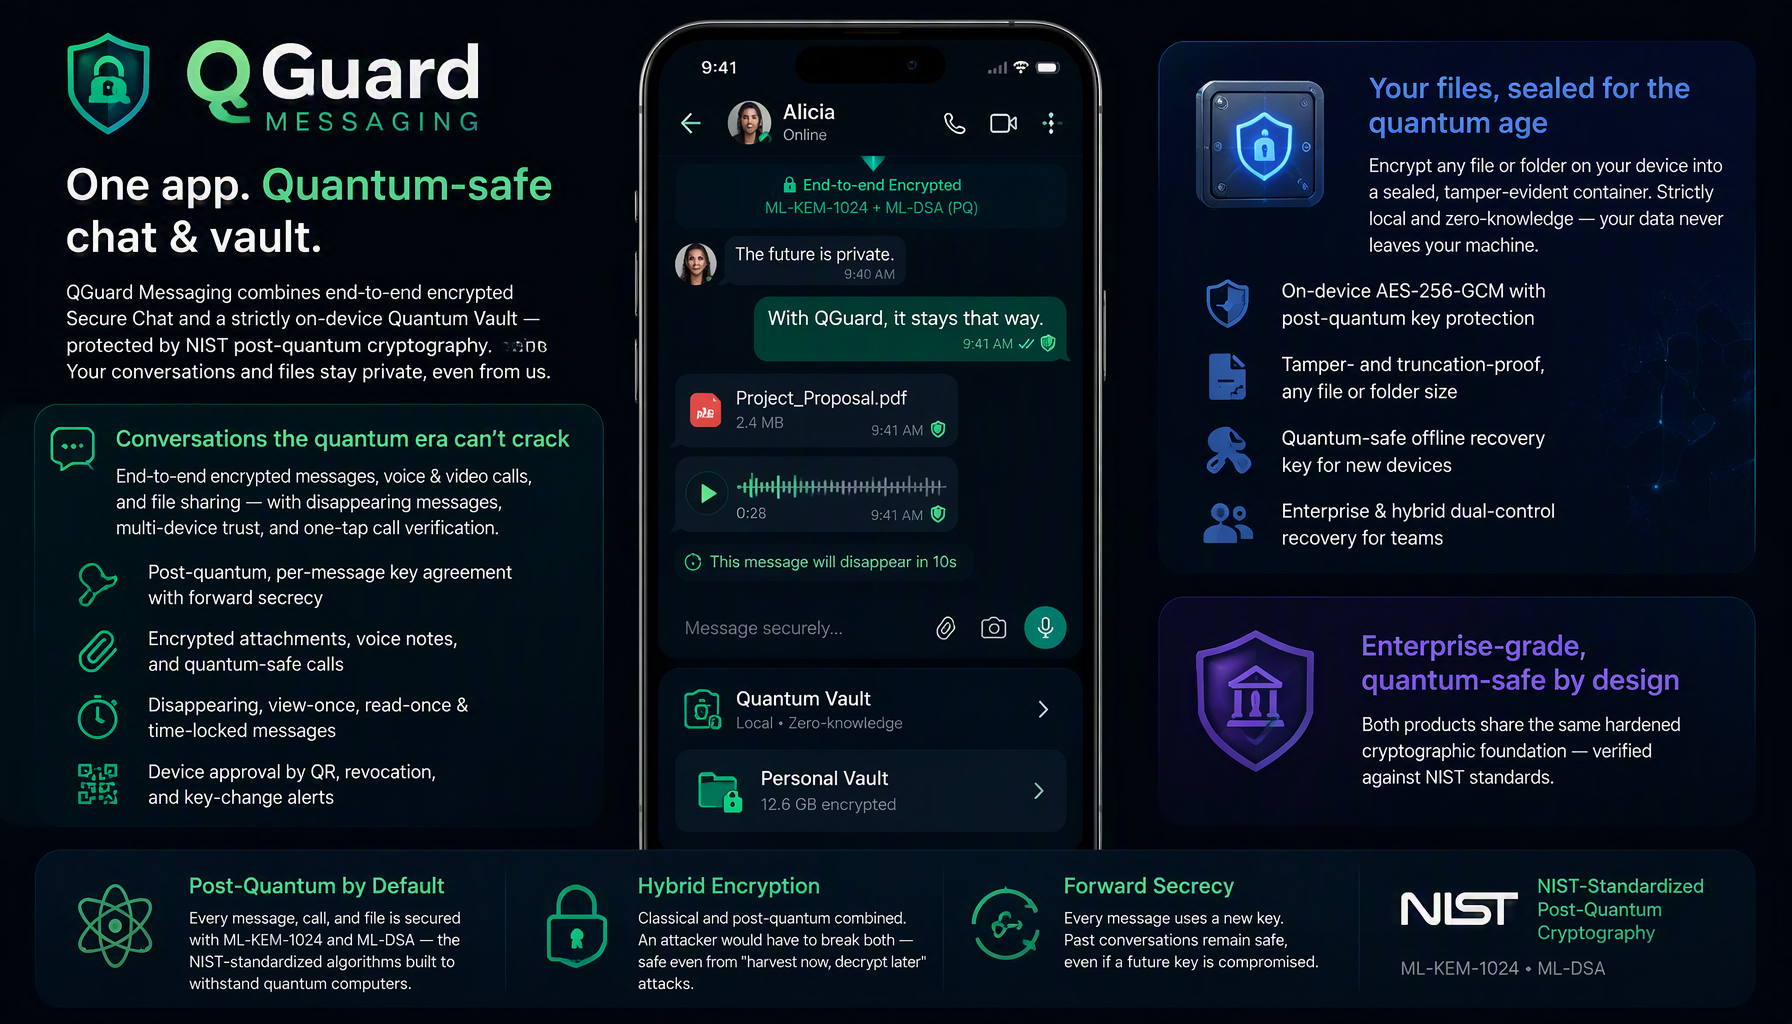 QGuard
MESSAGING
One app. Quantum-safe
chat & vault.
QGuard Messaging combines end-to-end encrypted
Secure Chat and a strictly on-device Quantum Vault —
protected by NIST post-quantum cryptography.
Your conversations and files stay private, even from us.
Conversations the quantum era can't crack
End-to-end encrypted messages, voice & video calls,
and file sharing — with disappearing messages,
multi-device trust, and one-tap call verification.
Post-quantum, per-message key agreement
with forward secrecy
Encrypted attachments, voice notes,
and quantum-safe calls
Disappearing, view-once, read-once &
time-locked messages
Device approval by QR, revocation,
and key-change alerts
9:41
Alicia
Online
End-to-end Encrypted
ML-KEM-1024 + ML-DSA (PQ)
The future is private.
9:40 AM
With QGuard, it stays that way.
9:41 AM
Project_Proposal.pdf
2.4 MB
9:41 AM
0:28
9:41 AM
This message will disappear in 10s
Message securely...
Quantum Vault
Local • Zero-knowledge
Personal Vault
12.6 GB encrypted
Your files, sealed for the
quantum age
Encrypt any file or folder on your device into
a sealed, tamper-evident container. Strictly
local and zero-knowledge — your data never
leaves your machine.
On-device AES-256-GCM with
post-quantum key protection
Tamper- and truncation-proof,
any file or folder size
Quantum-safe offline recovery
key for new devices
Enterprise & hybrid dual-control
recovery for teams
Enterprise-grade,
quantum-safe by design
Both products share the same hardened
cryptographic foundation — verified
against NIST standards.
Post-Quantum by Default
Every message, call, and file is secured
with ML-KEM-1024 and ML-DSA — the
NIST-standardized algorithms built to
withstand quantum computers.
Hybrid Encryption
Classical and post-quantum combined.
An attacker would have to break both —
safe even from "harvest now, decrypt later"
attacks.
Forward Secrecy
Every message uses a new key.
Past conversations remain safe,
even if a future key is compromised.
NIST
NIST-Standardized
Post-Quantum
Cryptography
ML-KEM-1024 • ML-DSA